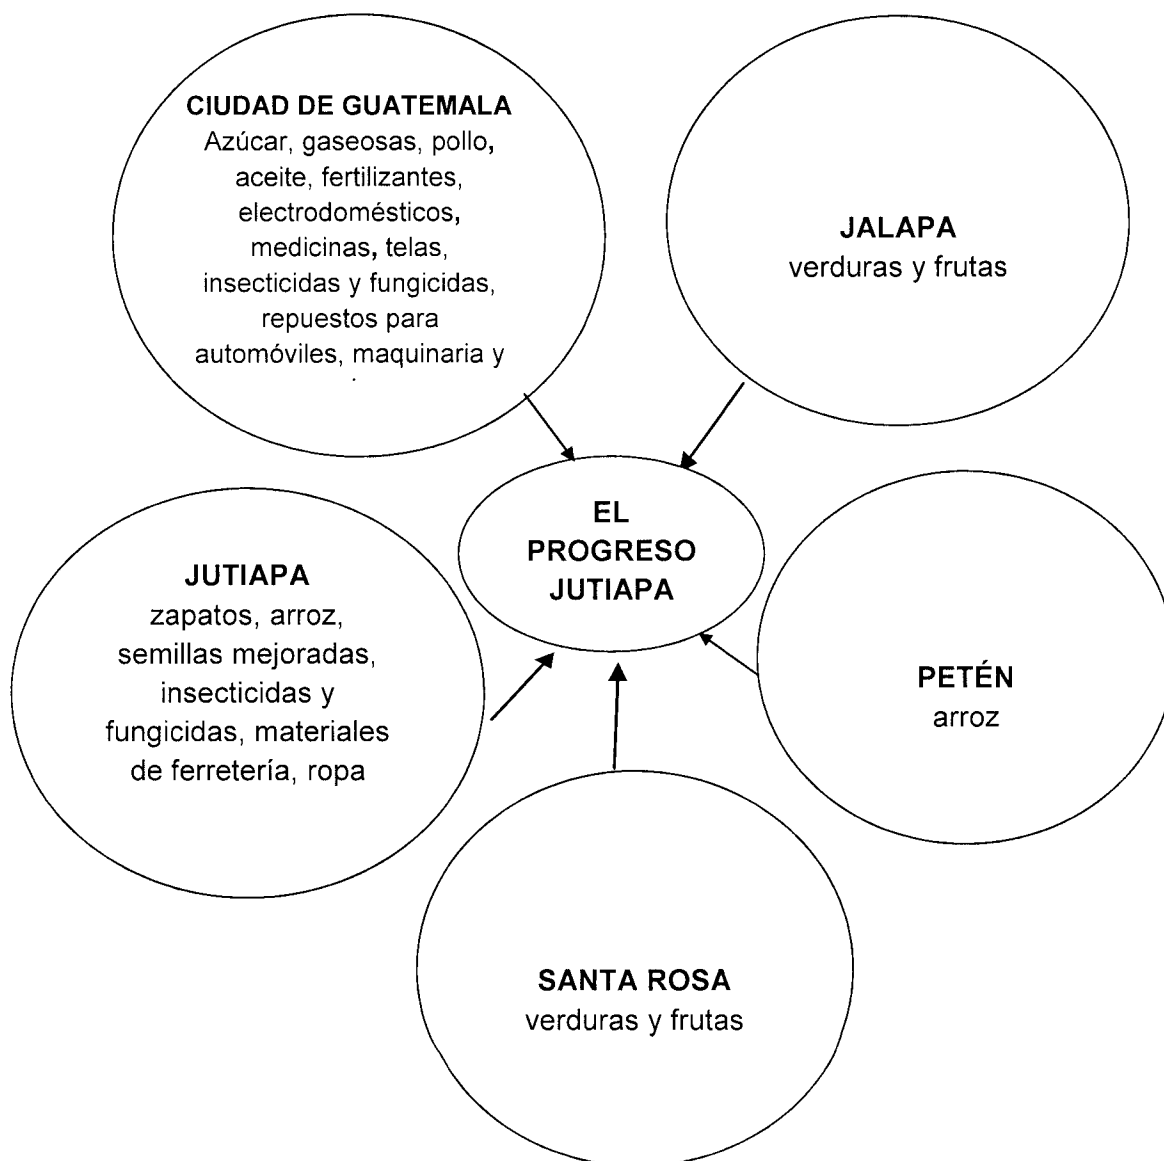 CIUDAD DE GUATEMALA
Azúcar, gaseosas, pollo,
aceite, fertilizantes,
electrodomésticos,
medicinas, telas,
insecticidas y fungicidas,
repuestos para
automóviles, maquinaria y
JALAPA
verduras y frutas
EL
PROGRESO
JUTIAPA
JUTIAPA
zapatos, arroz,
semillas mejoradas,
insecticidas y
fungicidas, materiales
de ferretería, ropa
PETÉN
arroz
SANTA ROSA
verduras y frutas